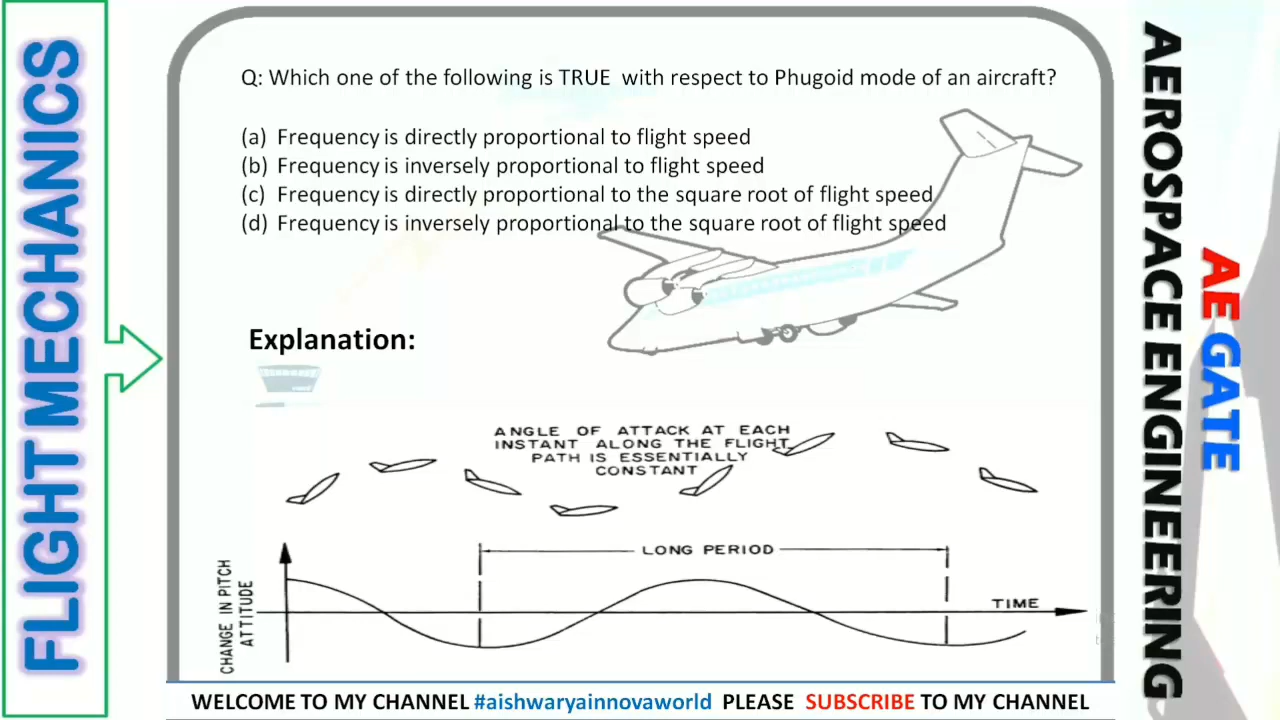 FLIGHT MECHANICS
Q: Which one of the following is TRUE with respect to Phugoid mode of an aircraft?
(a) Frequency is directly proportional to flight speed
(b) Frequency is inversely proportional to flight speed
(c) Frequency is directly proportional to the square root of flight speed
(d) Frequency is inversely proportional to the square root of flight speed
Explanation:
ANGLE OF ATTACK AT EACH
INSTANT ALONG THE FLIGHT
PATH IS ESSENTIALLY
CONSTANT
LONG PERIOD
CHANGE IN PITCH
ATTITUDE
TIME
WELCOME TO MY CHANNEL #aishwaryainnovaworld PLEASE SUBSCRIBE TO MY CHANNEL
AEROSPACE ENGINEERING
AE GATE